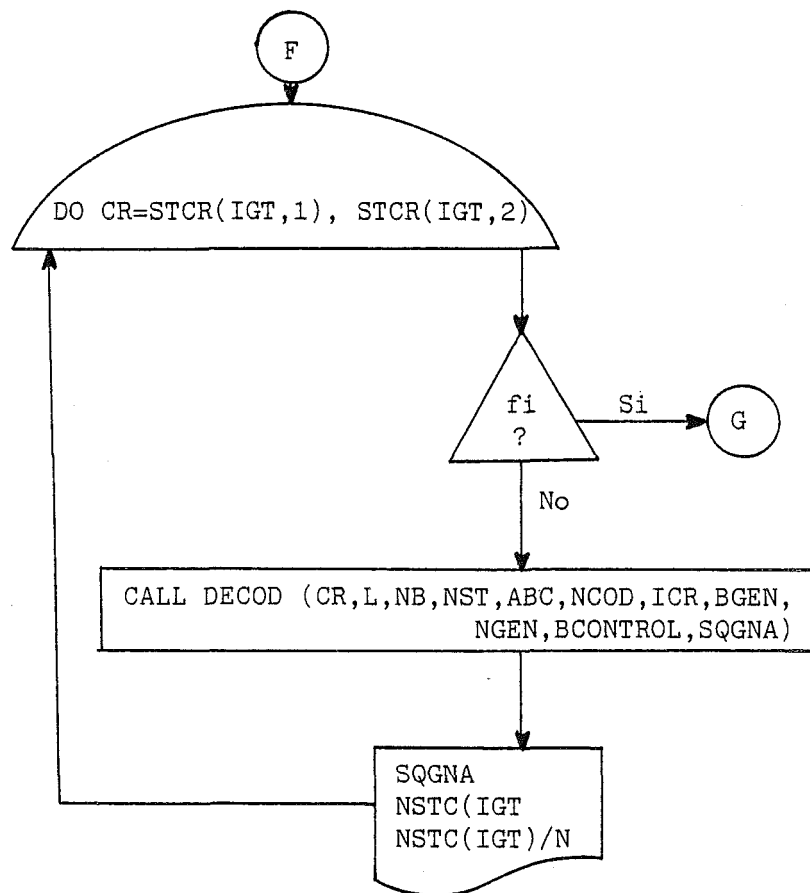 F
DO CR=STCR(IGT,1), STCR(IGT,2)
fi
?
Si
G
No
CALL DECOD (CR,L,NB,NST,ABC,NCOD,ICR,BGEN,
NGEN,BCONTROL,SQGNA)
SQGNA
NSTC(IGT
NSTC(IGT)/N